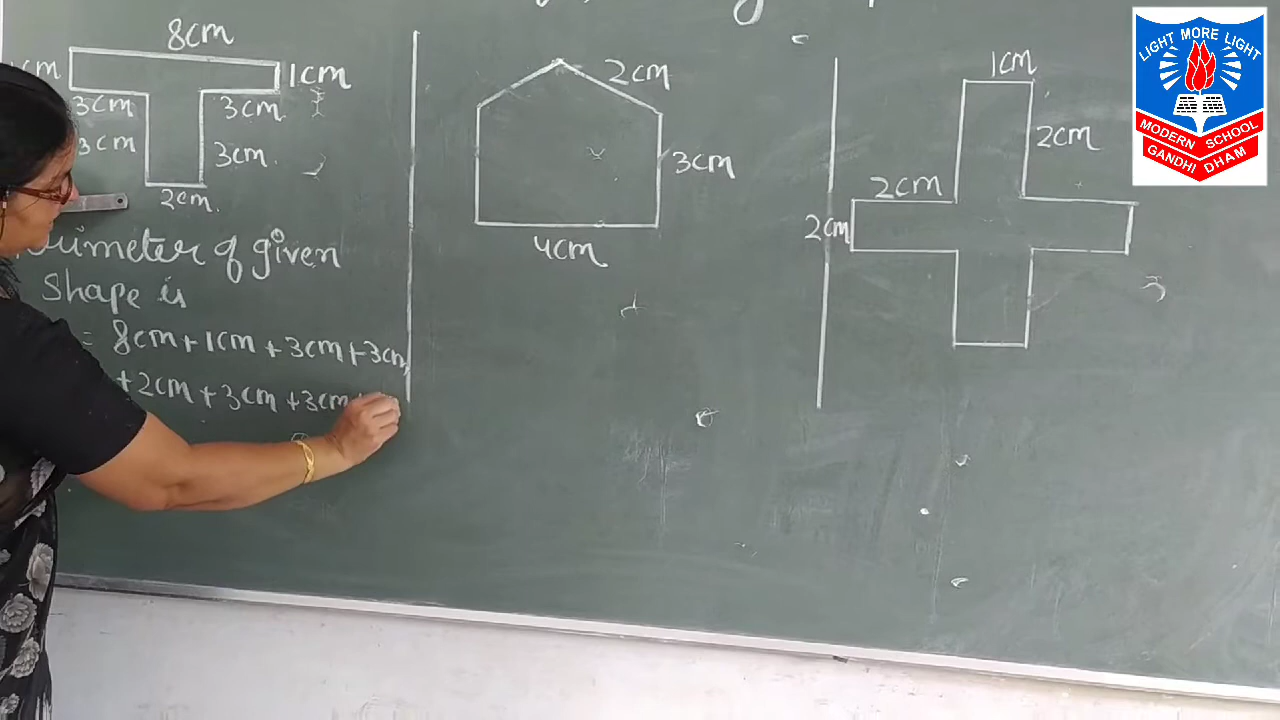 8cm
cm
1cm
3cm
3cm
3cm
3cm
2cm
of given
Shape is
= 8cm + 1cm + 3cm + 3cm
+ 2cm + 3cm + 3cm
2cm
3cm
4cm
1cm
2cm
2cm
2cm
LIGHT MORE LIGHT
MODERN SCHOOL
GANDHI DHAM